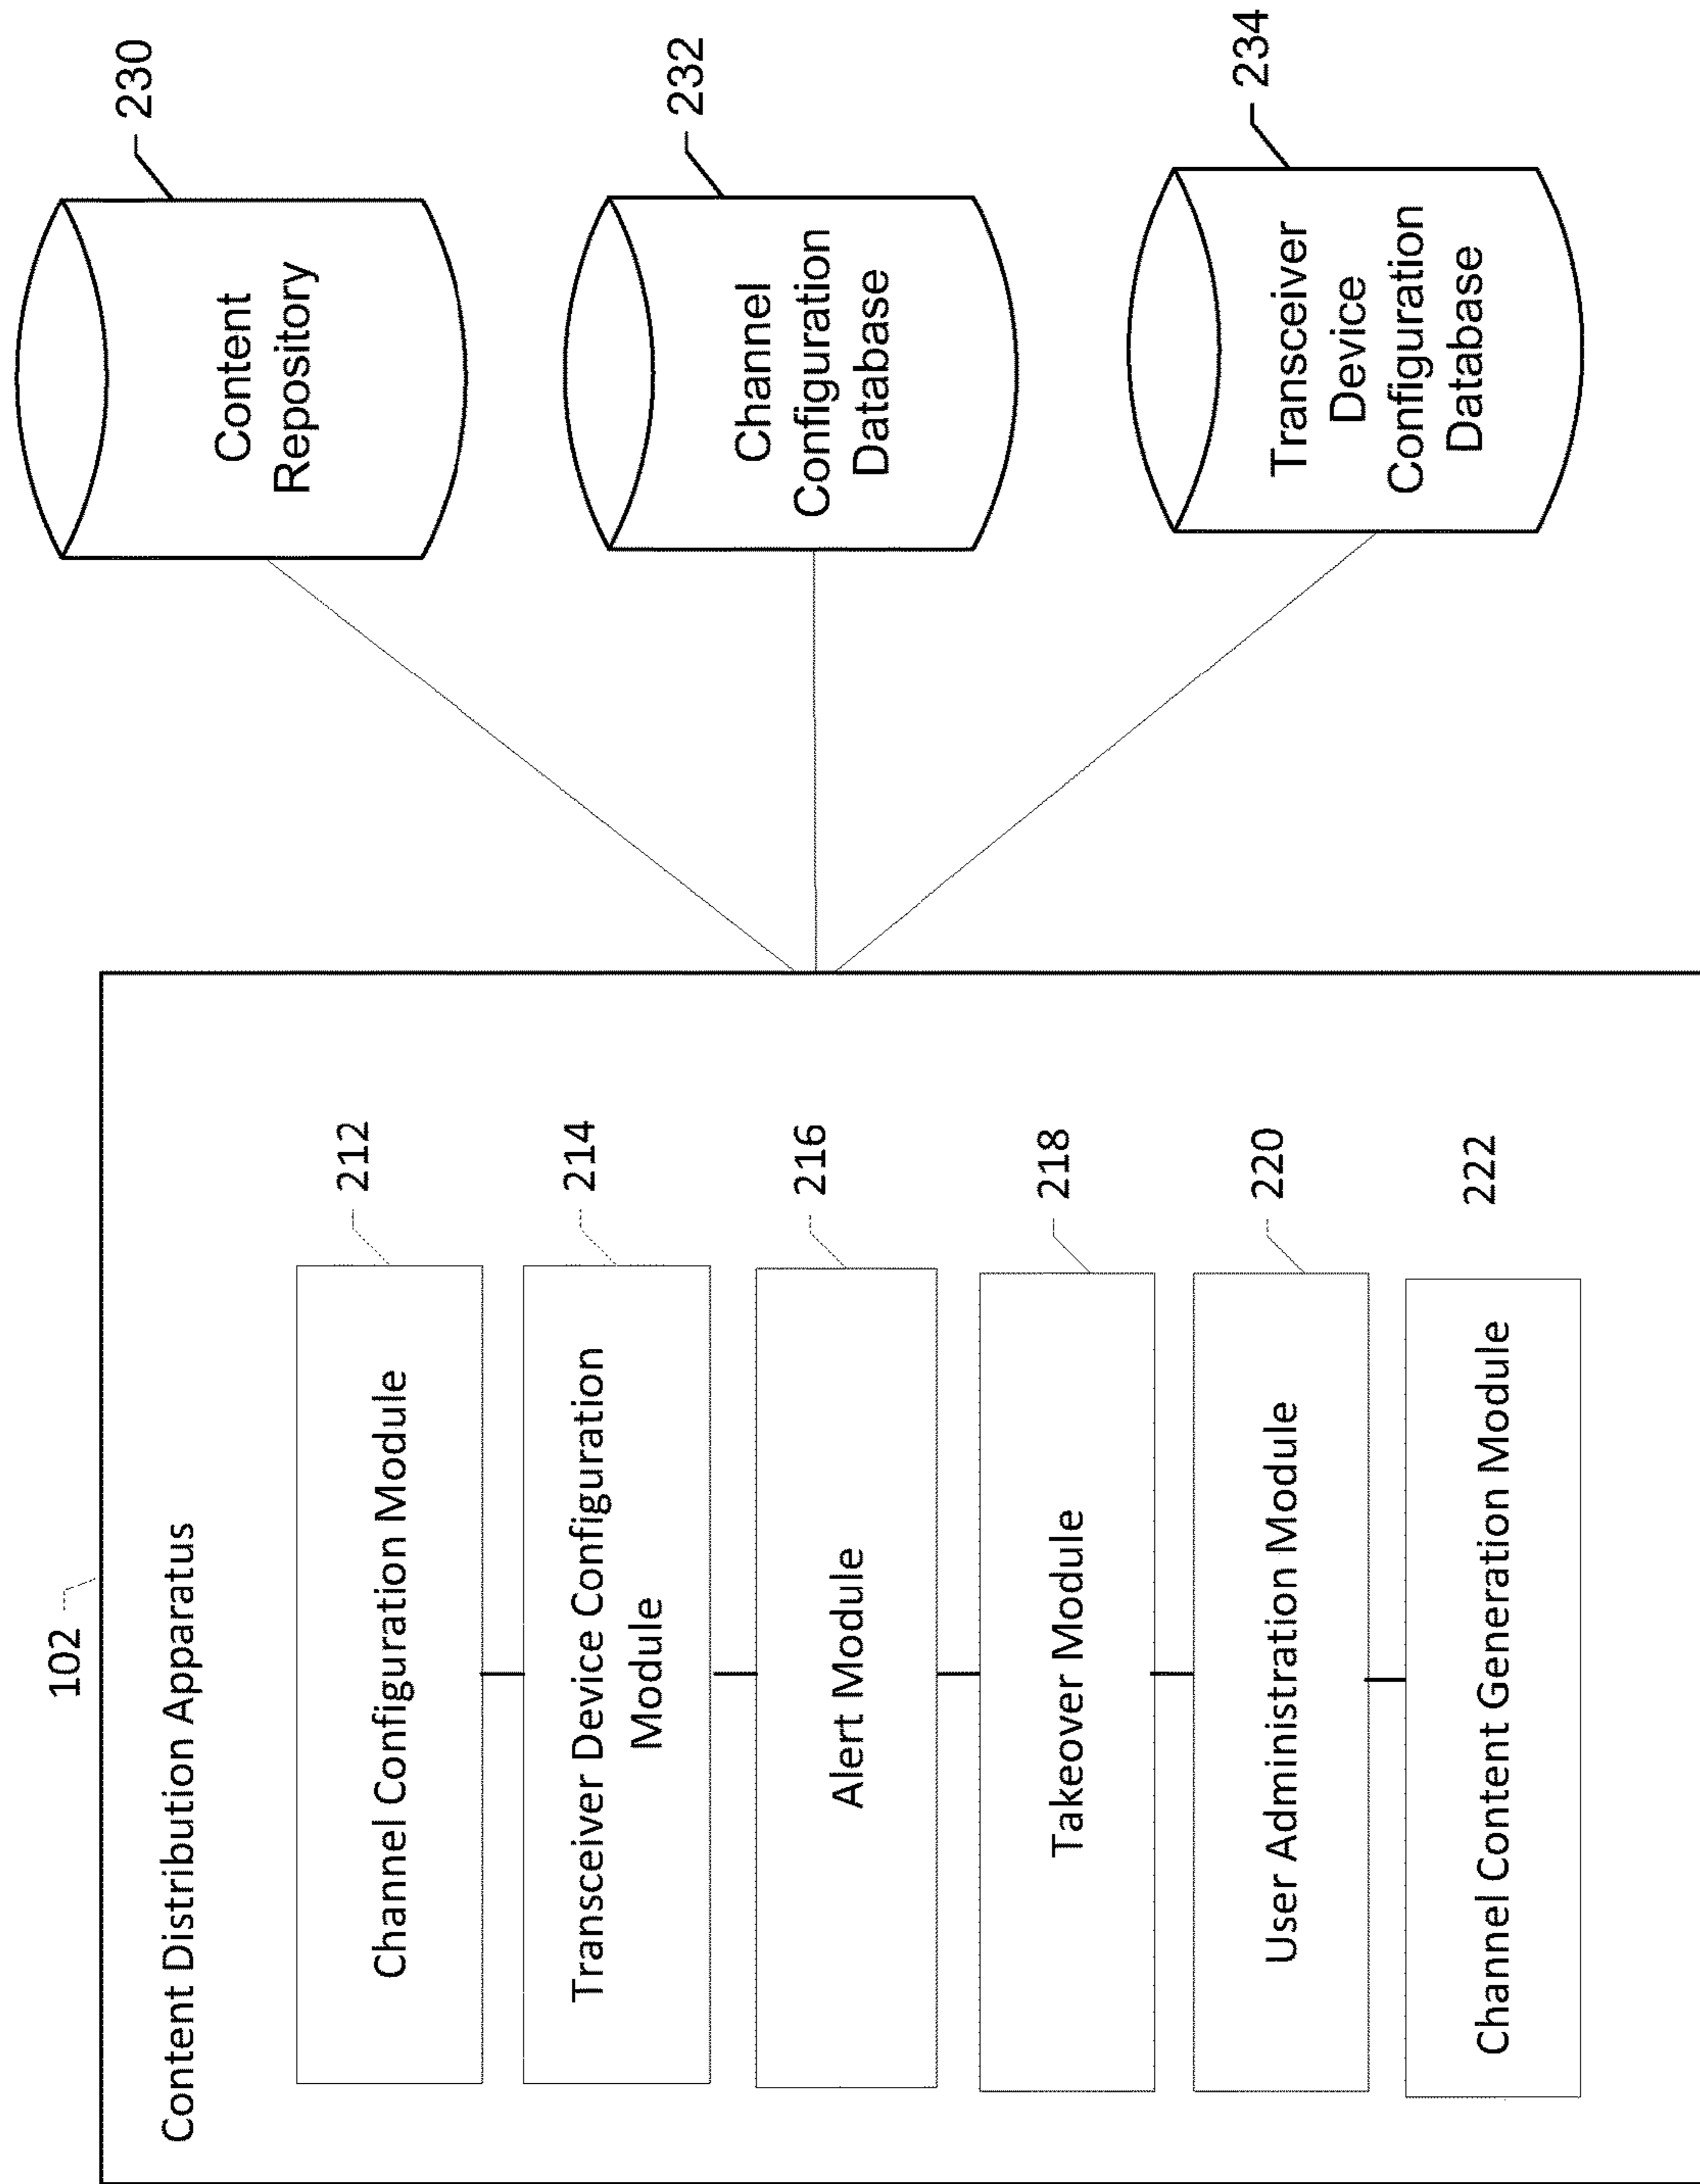 102
Content Distribution Apparatus
Channel Configuration Module
212
Transceiver Device Configuration
Module
214
Alert Module
216
Takeover Module
218
User Administration Module
220
Channel Content Generation Module
222
Content
Repository
230
Channel
Configuration
Database
232
Transceiver
Device
Configuration
Database
234